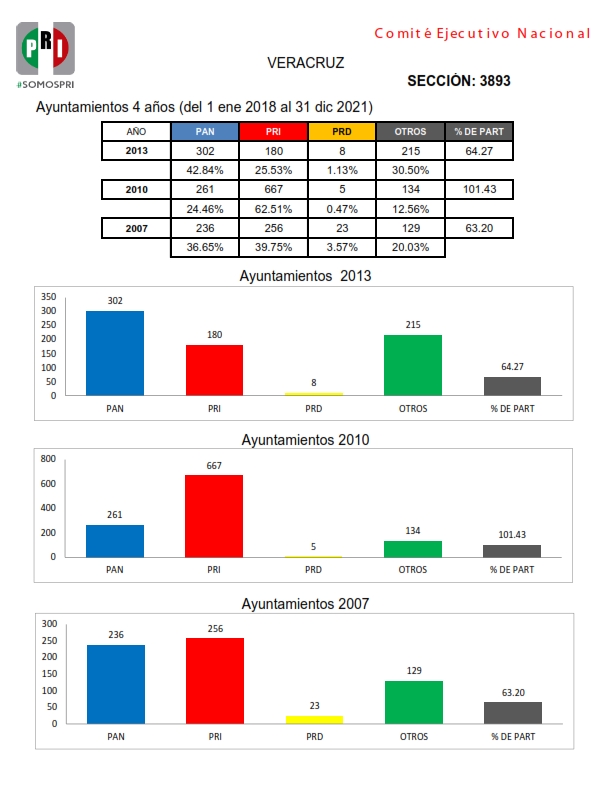 PRI
Comité Ejecutivo Nacional
#SOMOSPRI
VERACRUZ
SECCIÓN: 3893
Ayuntamientos 4 años (del 1 ene 2018 al 31 dic 2021)
AÑO PAN PRI PRD OTROS % DE PART
2013 302 180 8 215 64.27
42.84% 25.53% 1.13% 30.50%
2010 261 667 5 134 101.43
24.46% 62.51% 0.47% 12.56%
2007 236 256 23 129 63.20
36.65% 39.75% 3.57% 20.03%
Ayuntamientos 2013
350
300
250
200
150
100
50
0
302
180
8
215
64.27
PAN PRI PRD OTROS % DE PART
Ayuntamientos 2010
800
600
400
200
0
261
667
5
134
101.43
PAN PRI PRD OTROS % DE PART
Ayuntamientos 2007
300
250
200
150
100
50
0
236
256
23
129
63.20
PAN PRI PRD OTROS % DE PART